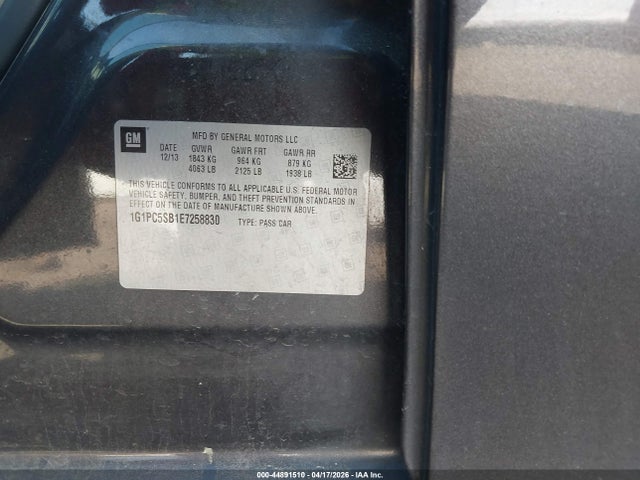 GM
MFD BY GENERAL MOTORS LLC
DATE GVWR GAWR FRT GAWR RR
12/13 1843 KG 964 KG 879 KG
4063 LB 2125 LB 1938 LB
THIS VEHICLE CONFORMS TO ALL APPLICABLE U.S. FEDERAL MOTOR
VEHICLE SAFETY, BUMPER, AND THEFT PREVENTION STANDARDS IN
EFFECT ON THE DATE OF MANUFACTURE SHOWN ABOVE.
1G1PC5SB1E7258830 TYPE: PASS CAR
000-44891510 - 04/17/2026 - IAA Inc.